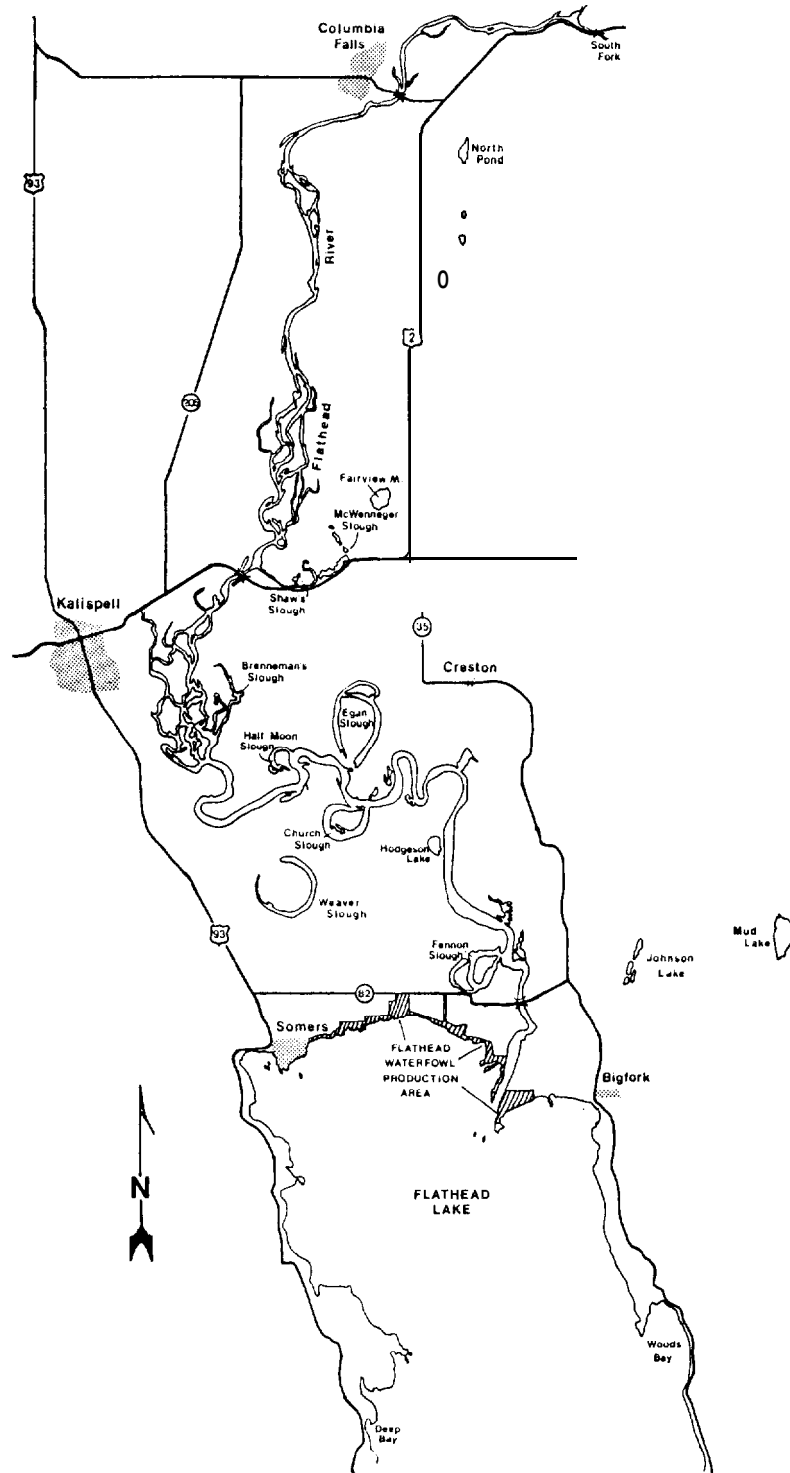 Columbia
Falls
South
Fork
North
Pond
93
River
2
206
Flathead
Fairview M.
McWenneger
Slough
Shaw's
Slough
Kalispell
35
Creston
Brenneman's
Slough
Egan
Slough
Half Moon
Slough
Church
Slough
Hodgeson
Lake
Weaver
Slough
93
Fennon
Slough
Mud
Lake
Johnson
Lake
82
Somers
FLATHEAD
WATERFOWL
PRODUCTION
AREA
Bigfork
N
FLATHEAD
LAKE
Woods
Bay
Deep
Bay